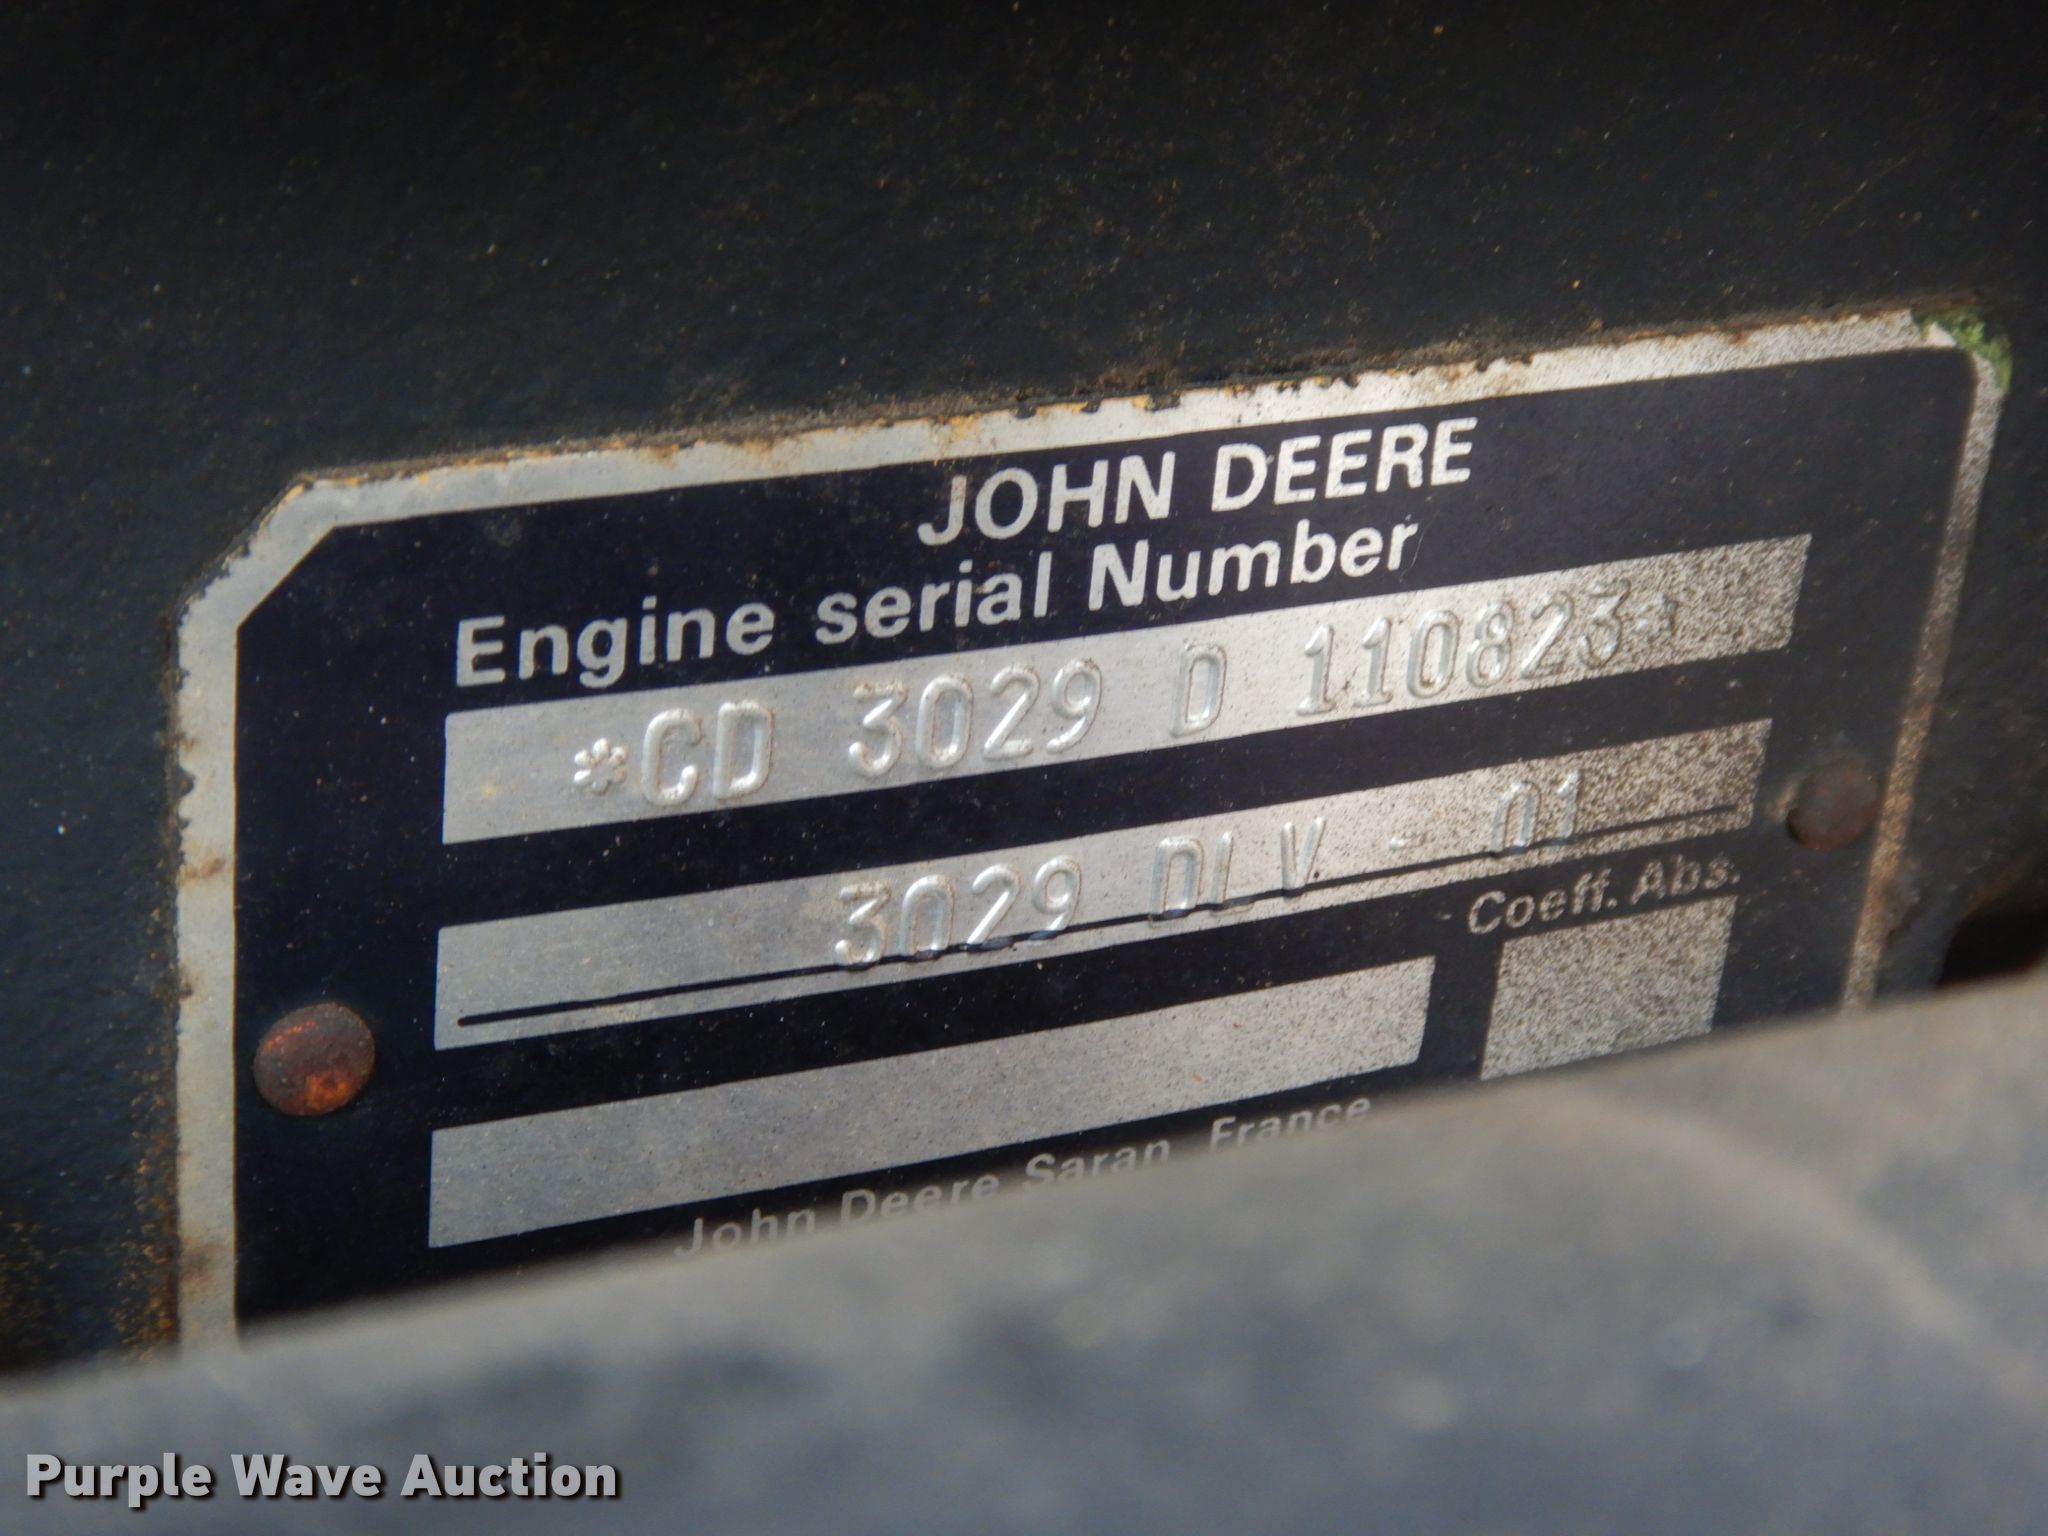 JOHN DEERE
Engine serial Number
*CD 3029 D 110823*
3029 DLV - 01
Coeff. Abs.
John Deere Saran France
Purple Wave Auction